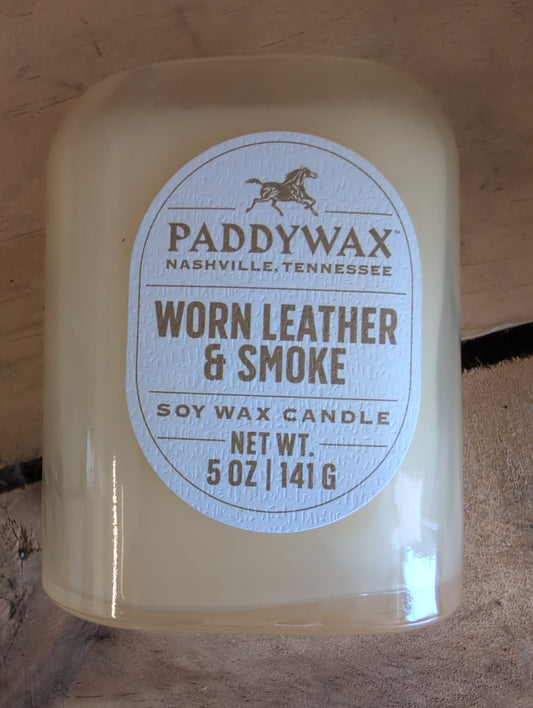 PADDYWAX™
NASHVILLE, TENNESSEE
WORN LEATHER
& SMOKE
SOY WAX CANDLE
NET WT.
5 OZ | 141 G